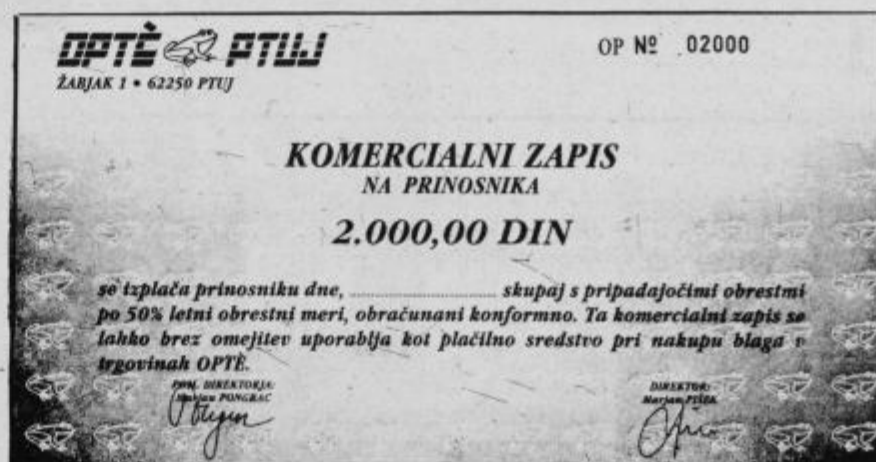 OPTÈ PTUJ
OP Nº 02000
ŽABJAK 1 • 62250 PTUJ
KOMERCIALNI ZAPIS
NA PRINOSNIKA
2.000,00 DIN
se izplača prinosniku dne, .............................. skupaj s pripadajočimi obrestmi
po 50% letni obrestni meri, obračunani konformno. Ta komercialni zapis se
lahko brez omejitev uporablja kot plačilno sredstvo pri nakupu blaga v
trgovinah OPTÈ.
POM. DIREKTORJA:
PONGRAC
DIREKTOR:
Marjan